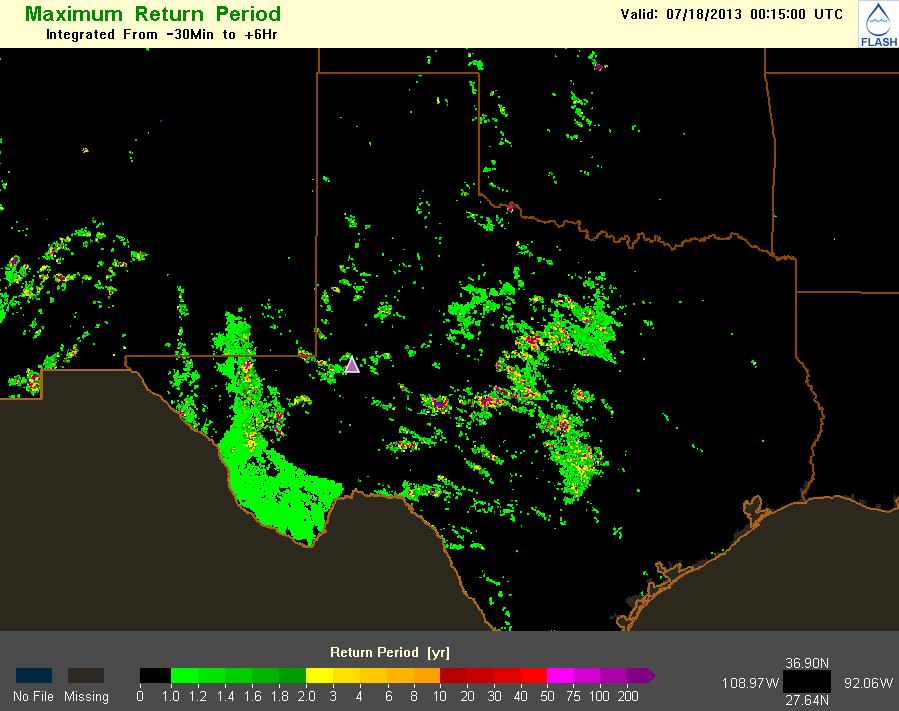 Maximum Return Period
Integrated From -30Min to +6Hr
Valid: 07/18/2013 00:15:00 UTC
FLASH
Return Period [yr]
No File
Missing
0 1.0 1.2 1.4 1.6 1.8 2.0 3 4 6 8 10 20 30 40 50 75 100 200
36.90N
108.97W
92.06W
27.64N